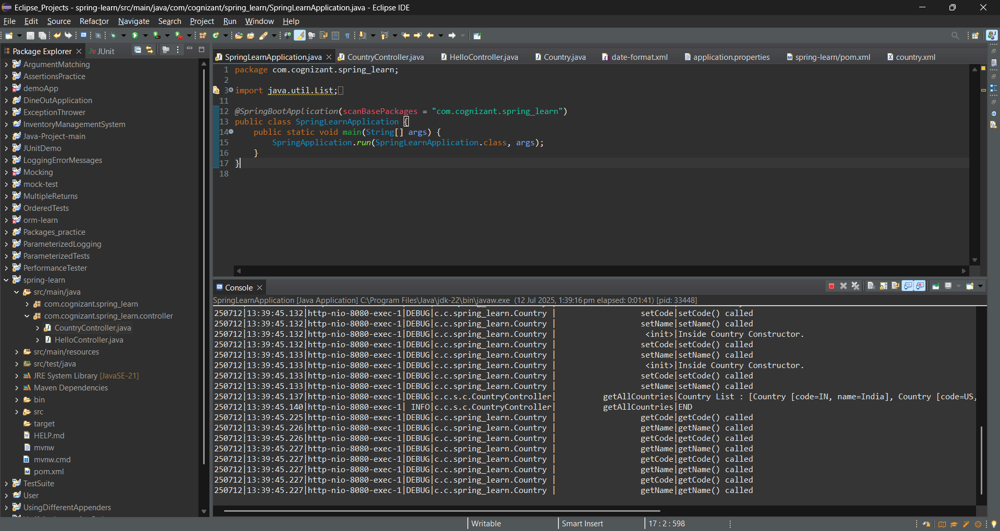 Eclipse_Projects - spring-learn/src/main/java/com/cognizant/spring_learn/SpringLearnApplication.java - Eclipse IDE
File Edit Source Refactor Navigate Search Project Run Window Help
Package Explorer
JUnit
ArgumentMatching
AssertionsPractice
demoApp
DineOutApplication
ExceptionThrower
InventoryManagementSystem
Java-Project-main
JUnitDemo
LoggingErrorMessages
Mocking
mock-test
MultipleReturns
OrderedTests
orm-learn
Packages_practice
ParameterizedLogging
ParameterizedTests
PerformanceTester
spring-learn
src/main/java
com.cognizant.spring_learn
com.cognizant.spring_learn.controller
CountryController.java
HelloController.java
src/main/resources
src/test/java
JRE System Library [JavaSE-21]
Maven Dependencies
bin
src
target
HELP.md
mvnw
mvnw.cmd
pom.xml
TestSuite
User
UsingDifferentAppenders
SpringLearnApplication.java CountryController.java HelloController.java Country.java date-format.xml application.properties spring-learn/pom.xml country.xml
1 package com.cognizant.spring_learn;
2
3 import java.util.List;
11
12 @SpringBootApplication(scanBasePackages = "com.cognizant.spring_learn")
13 public class SpringLearnApplication {
14 public static void main(String[] args) {
15 SpringApplication.run(SpringLearnApplication.class, args);
16 }
17 }
18
Console
SpringLearnApplication [Java Application] C:\Program Files\Java\jdk-22\bin\javaw.exe (12 Jul 2025, 1:39:16 pm elapsed: 0:01:41) [pid: 33448]
250712|13:39:45.132|http-nio-8080-exec-1|DEBUG|c.c.spring_learn.Country | setCode|setCode() called
250712|13:39:45.132|http-nio-8080-exec-1|DEBUG|c.c.spring_learn.Country | setName|setName() called
250712|13:39:45.132|http-nio-8080-exec-1|DEBUG|c.c.spring_learn.Country | <init>|Inside Country Constructor.
250712|13:39:45.132|http-nio-8080-exec-1|DEBUG|c.c.spring_learn.Country | setCode|setCode() called
250712|13:39:45.133|http-nio-8080-exec-1|DEBUG|c.c.spring_learn.Country | setName|setName() called
250712|13:39:45.133|http-nio-8080-exec-1|DEBUG|c.c.spring_learn.Country | <init>|Inside Country Constructor.
250712|13:39:45.133|http-nio-8080-exec-1|DEBUG|c.c.spring_learn.Country | setCode|setCode() called
250712|13:39:45.133|http-nio-8080-exec-1|DEBUG|c.c.spring_learn.Country | setName|setName() called
250712|13:39:45.137|http-nio-8080-exec-1|DEBUG|c.c.s.c.CountryController| getAllCountries|Country List : [Country [code=IN, name=India], Country [code=US,
250712|13:39:45.140|http-nio-8080-exec-1| INFO|c.c.s.c.CountryController| getAllCountries|END
250712|13:39:45.225|http-nio-8080-exec-1|DEBUG|c.c.spring_learn.Country | getCode|getCode() called
250712|13:39:45.226|http-nio-8080-exec-1|DEBUG|c.c.spring_learn.Country | getName|getName() called
250712|13:39:45.226|http-nio-8080-exec-1|DEBUG|c.c.spring_learn.Country | getCode|getCode() called
250712|13:39:45.227|http-nio-8080-exec-1|DEBUG|c.c.spring_learn.Country | getName|getName() called
250712|13:39:45.227|http-nio-8080-exec-1|DEBUG|c.c.spring_learn.Country | getCode|getCode() called
250712|13:39:45.227|http-nio-8080-exec-1|DEBUG|c.c.spring_learn.Country | getName|getName() called
250712|13:39:45.227|http-nio-8080-exec-1|DEBUG|c.c.spring_learn.Country | getCode|getCode() called
250712|13:39:45.227|http-nio-8080-exec-1|DEBUG|c.c.spring_learn.Country | getName|getName() called
Writable Smart Insert 17 : 2 : 598